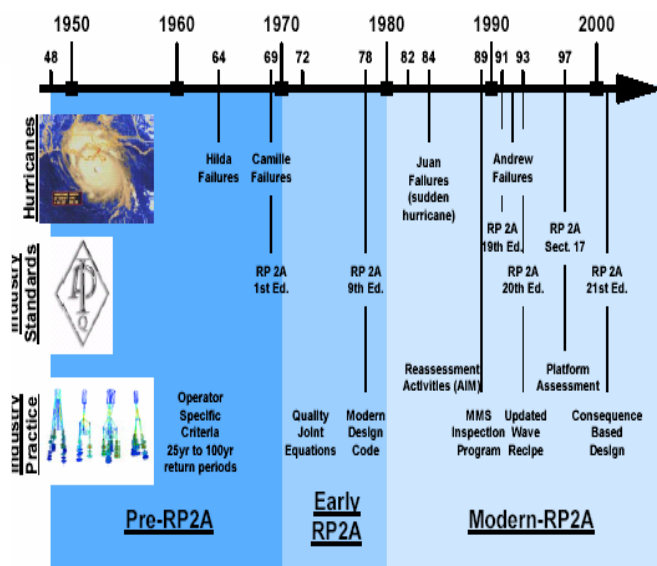 1950 1960 1970 1980 1990 2000
48 64 69 72 78 82 84 89 91 93 97
Hurricanes
Hilda
Failures
Camille
Failures
Juan
Failures
(sudden
hurricane)
Andrew
Failures
Industry
Standards
API
Q
RP 2A
1st Ed.
RP 2A
9th Ed.
RP 2A
19th Ed.
RP 2A
20th Ed.
RP 2A
Sect. 17
RP 2A
21st Ed.
Industry
Practice
Operator
Specific
Criteria
25yr to 100yr
return periods
Quality
Joint
Equations
Modern
Design
Code
Reassessment
Activities (AIM)
MMS
Inspection
Program
Updated
Wave
Recipe
Platform
Assessment
Consequence
Based
Design
Pre-RP2A
Early
RP2A
Modern-RP2A